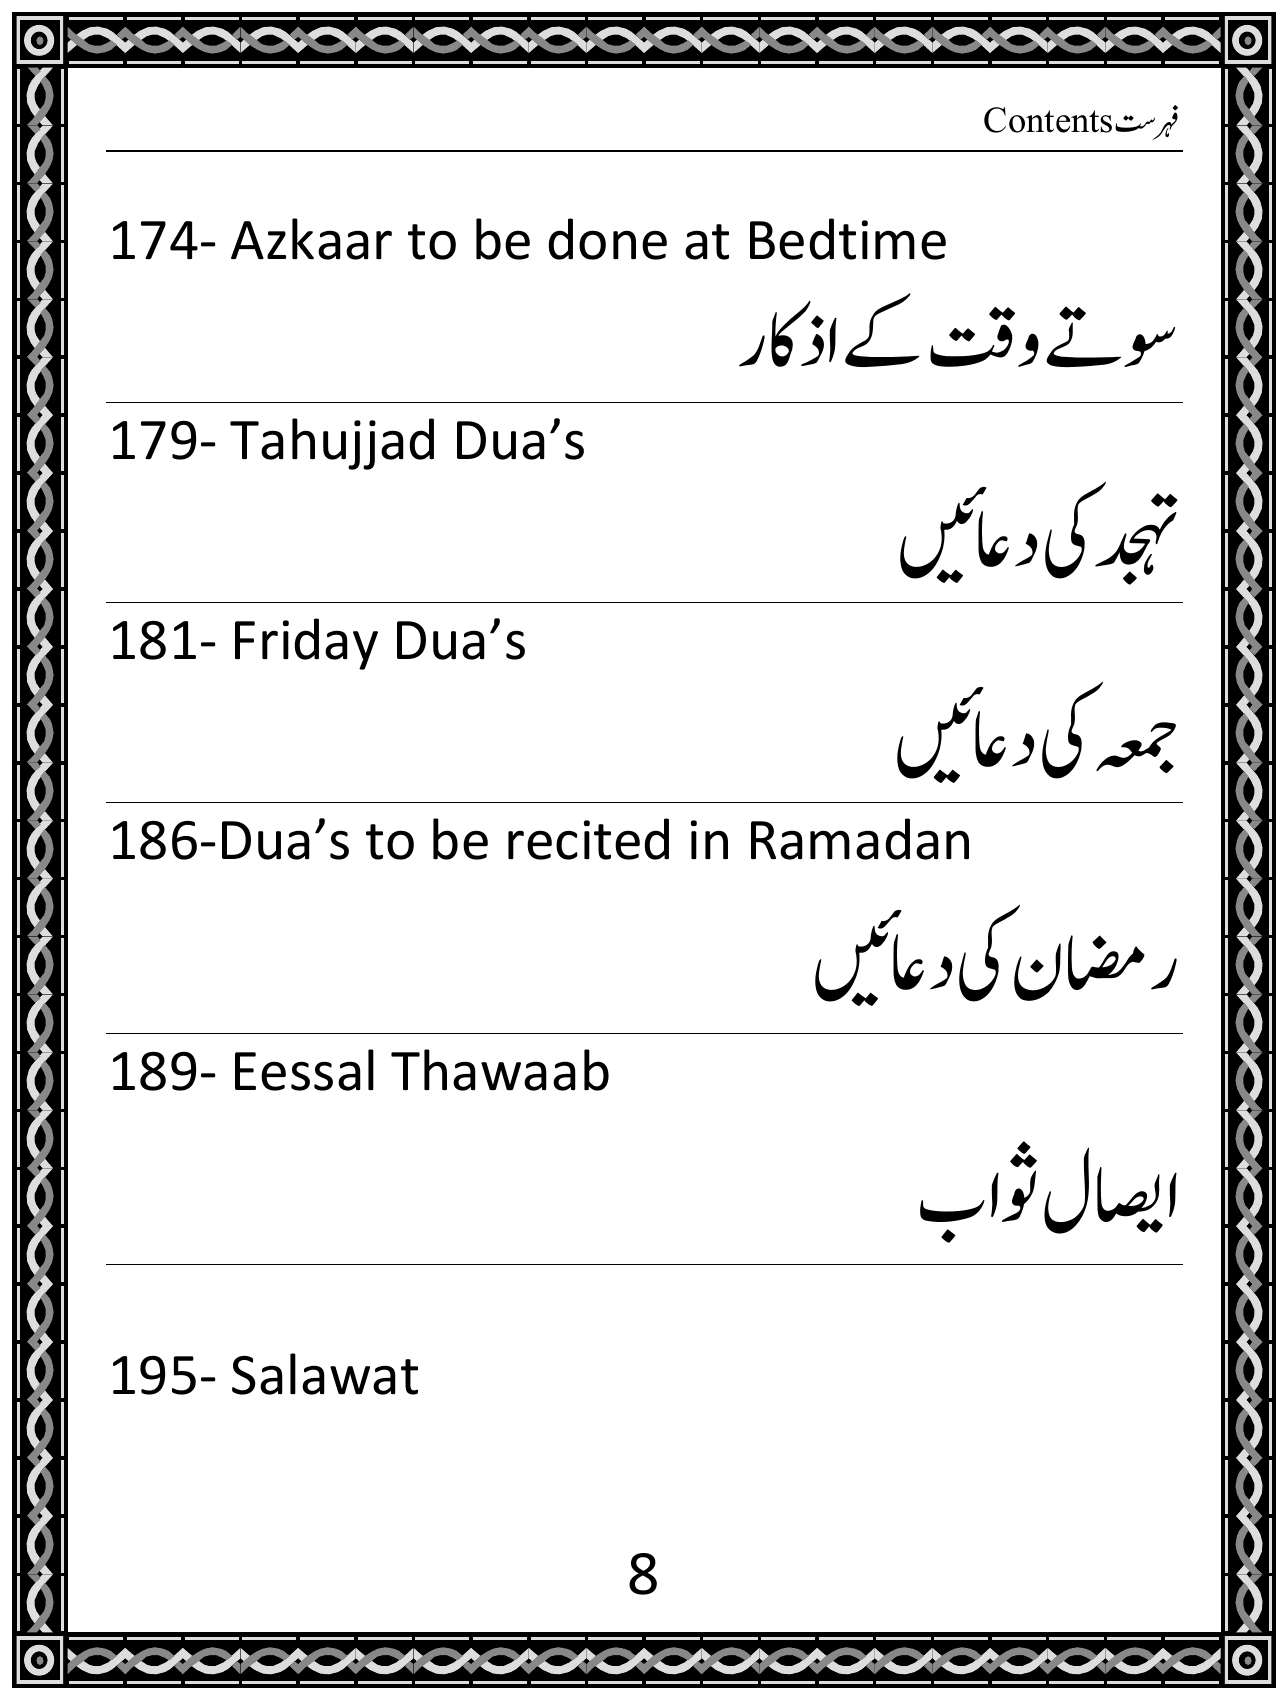 Contents فہرست
174- Azkaar to be done at Bedtime
سوتے وقت کے اذکار
179- Tahujjad Dua’s
تہجد کی دعائیں
181- Friday Dua’s
جمعہ کی دعائیں
186-Dua’s to be recited in Ramadan
رمضان کی دعائیں
189- Eessal Thawaab
ایصال ثواب
195- Salawat
8